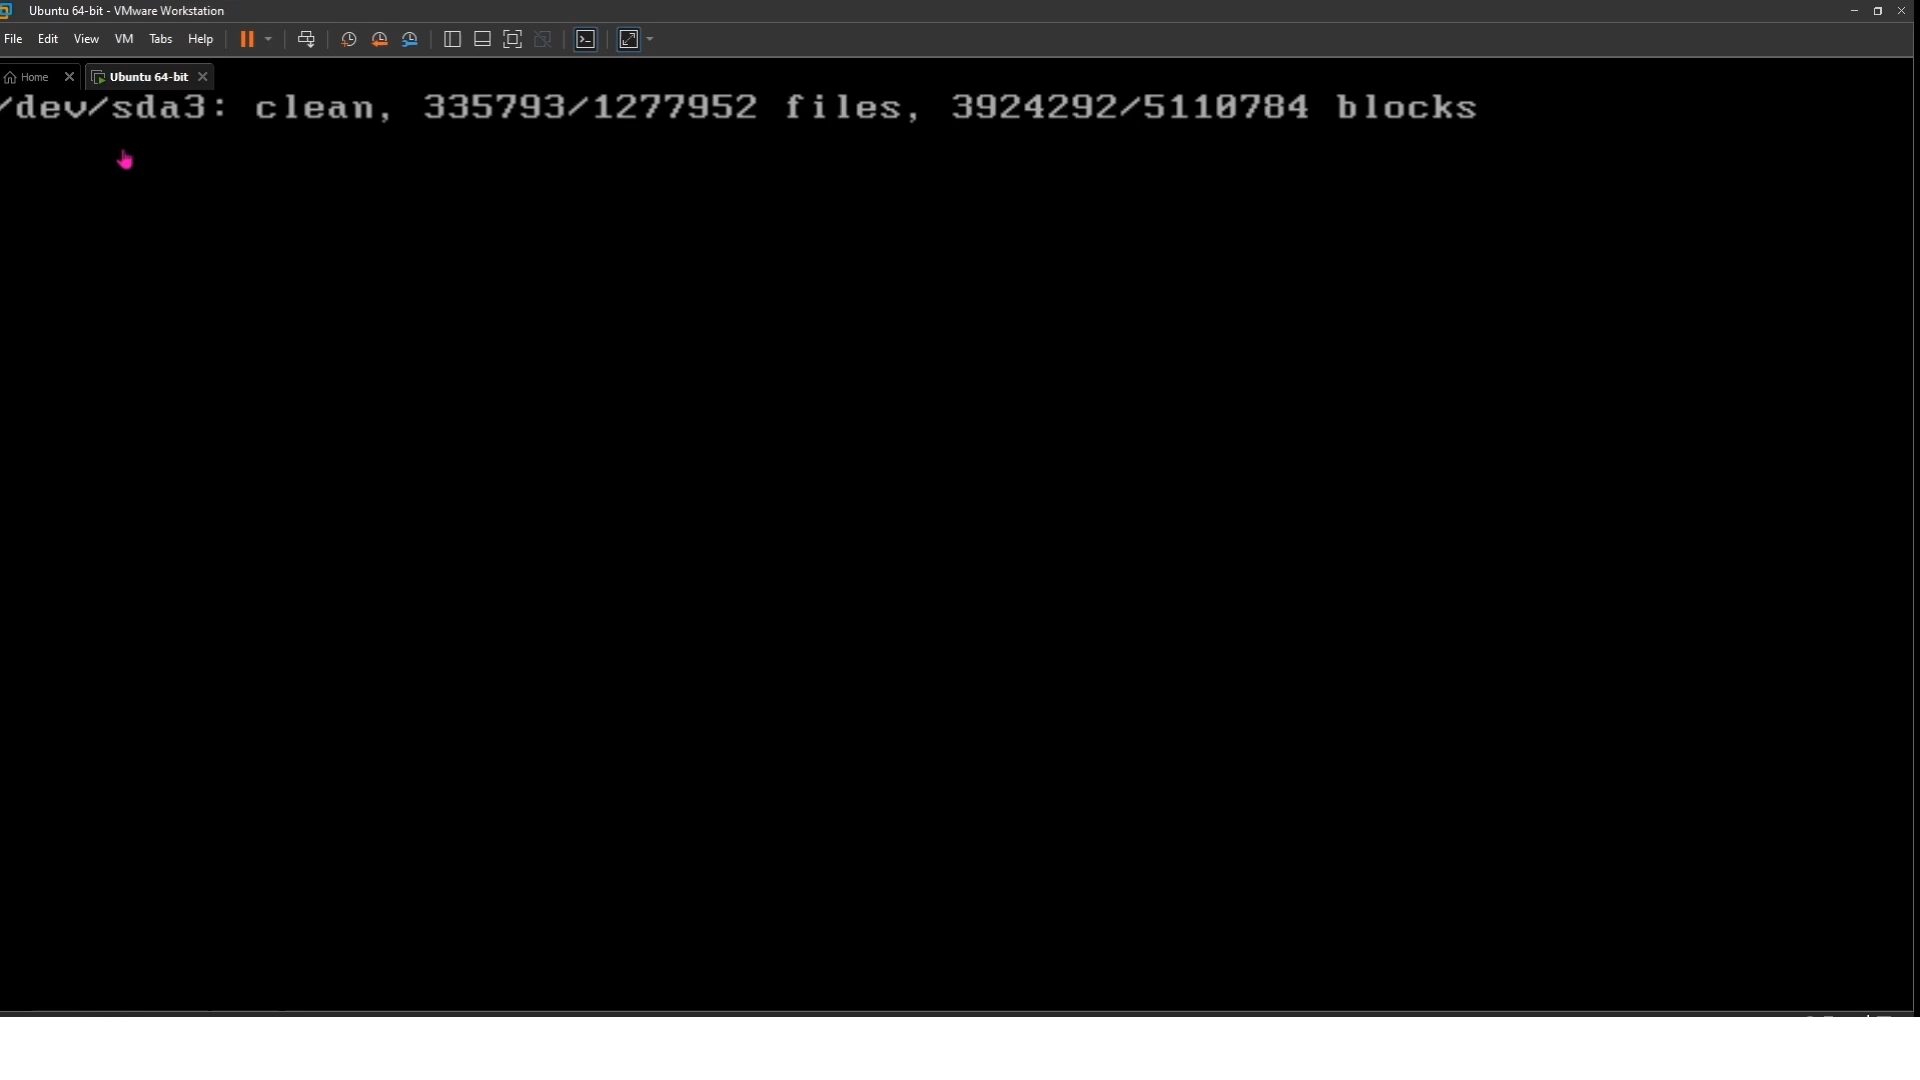 Ubuntu 64-bit - VMware Workstation
File Edit View VM Tabs Help
Home Ubuntu 64-bit
/dev/sda3: clean, 335793/1277952 files, 3924292/5110784 blocks